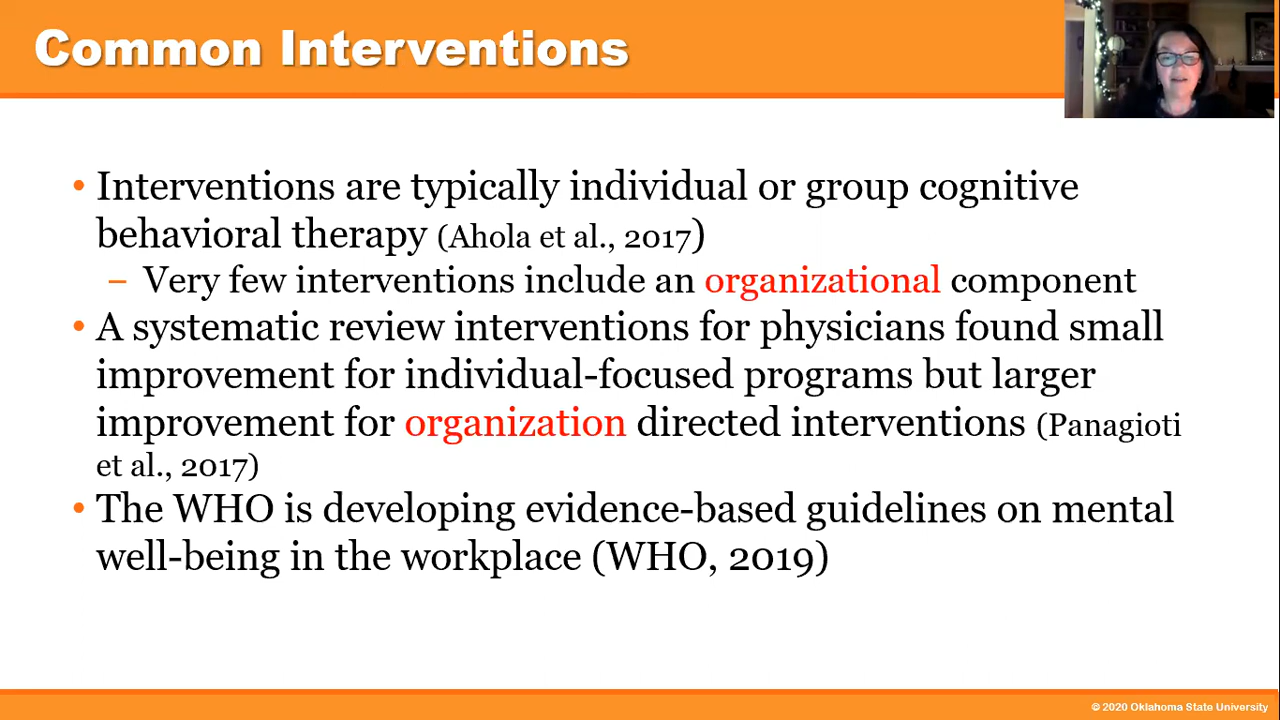 Common Interventions
• Interventions are typically individual or group cognitive
behavioral therapy (Ahola et al., 2017)
– Very few interventions include an organizational component
• A systematic review interventions for physicians found small
improvement for individual-focused programs but larger
improvement for organization directed interventions (Panagioti
et al., 2017)
• The WHO is developing evidence-based guidelines on mental
well-being in the workplace (WHO, 2019)
© 2020 Oklahoma State University